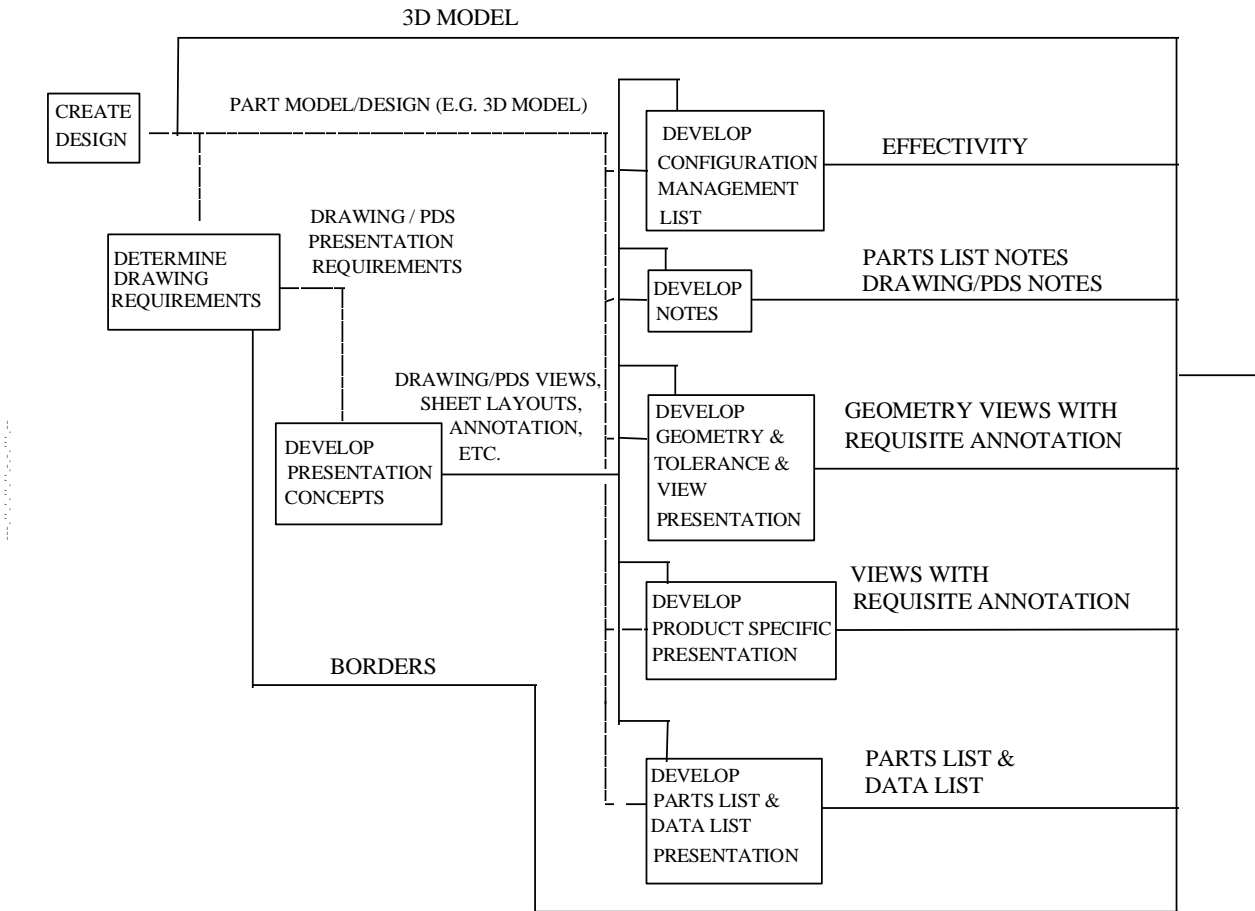 3D MODEL
CREATE
DESIGN
PART MODEL/DESIGN (E.G. 3D MODEL)
DEVELOP
CONFIGURATION
MANAGEMENT
LIST
EFFECTIVITY
DETERMINE
DRAWING
REQUIREMENTS
DRAWING / PDS
PRESENTATION
REQUIREMENTS
DEVELOP
NOTES
PARTS LIST NOTES
DRAWING/PDS NOTES
DRAWING/PDS VIEWS,
SHEET LAYOUTS,
ANNOTATION,
ETC.
DEVELOP
PRESENTATION
CONCEPTS
DEVELOP
GEOMETRY &
TOLERANCE &
VIEW
PRESENTATION
GEOMETRY VIEWS WITH
REQUISITE ANNOTATION
DEVELOP
PRODUCT SPECIFIC
PRESENTATION
VIEWS WITH
REQUISITE ANNOTATION
BORDERS
DEVELOP
PARTS LIST &
DATA LIST
PRESENTATION
PARTS LIST &
DATA LIST